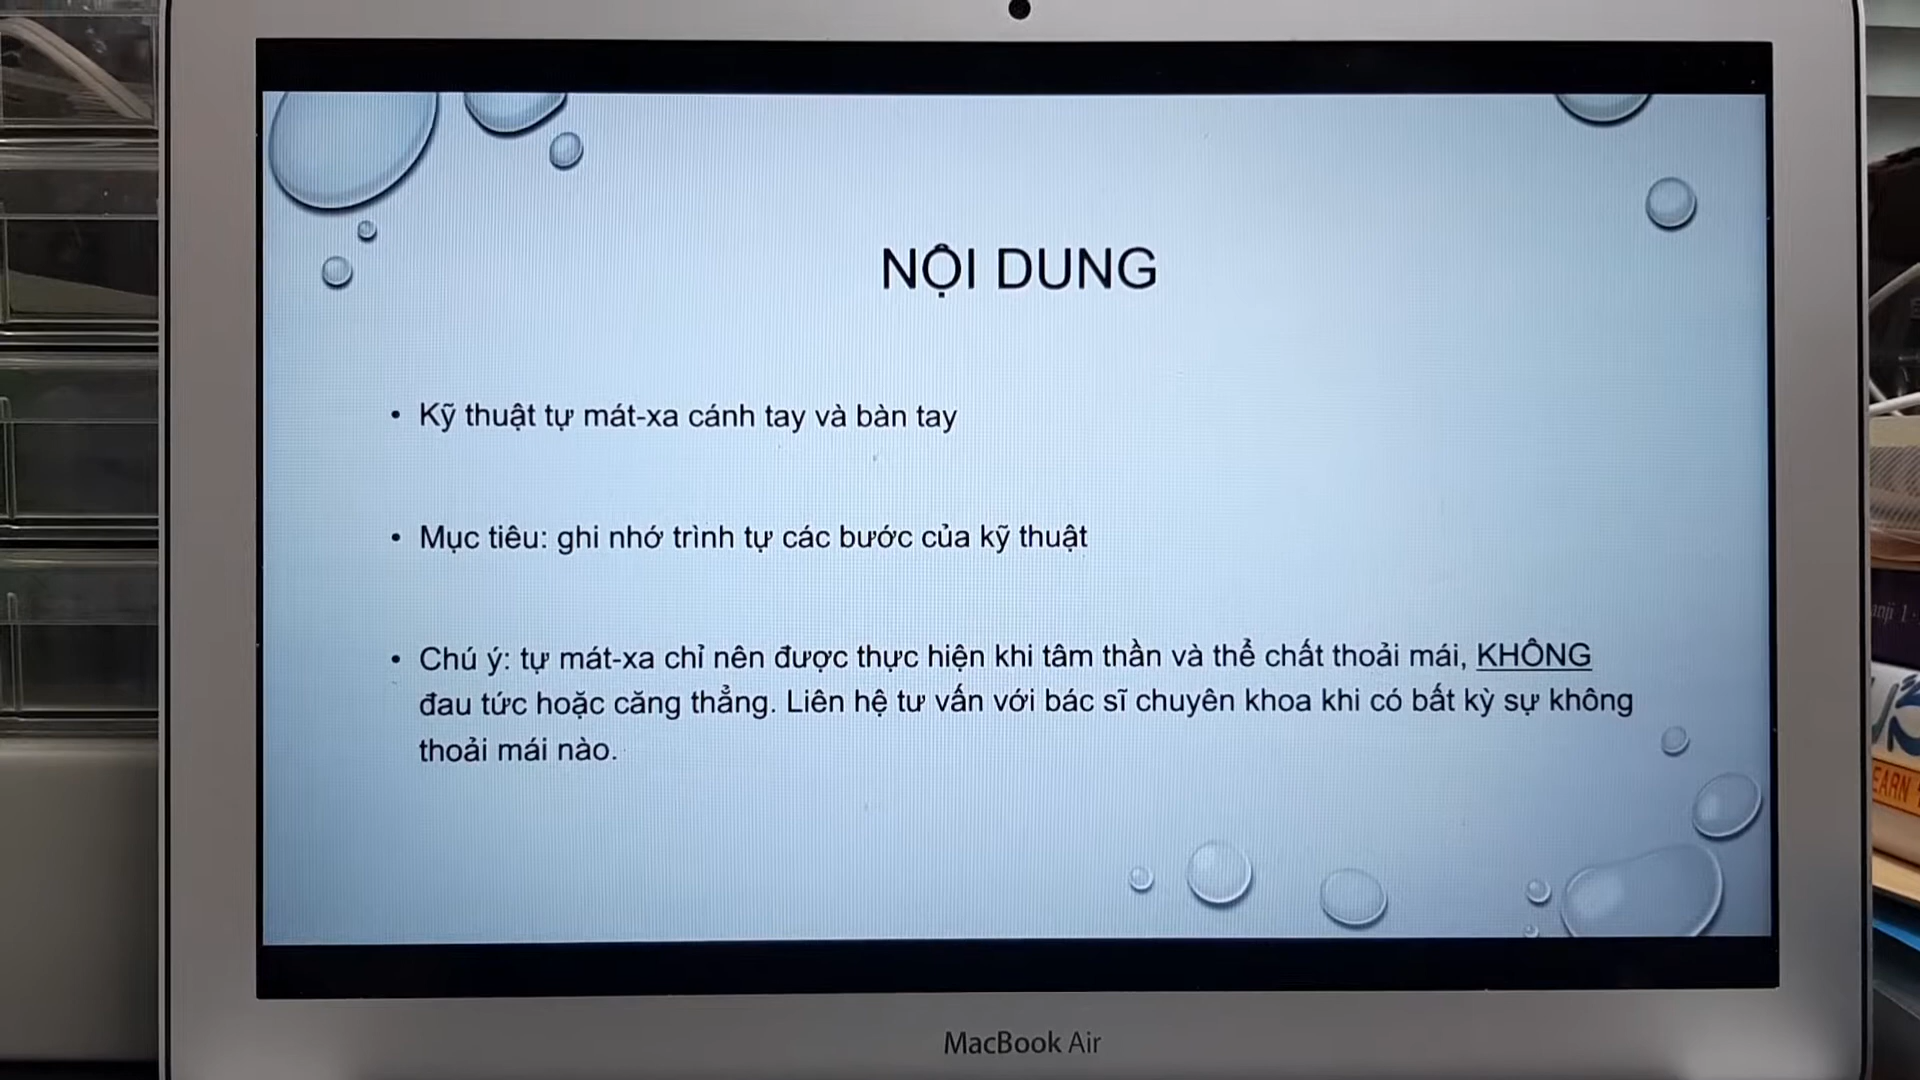 NỘI DUNG
• Kỹ thuật tự mát-xa cánh tay và bàn tay
• Mục tiêu: ghi nhớ trình tự các bước của kỹ thuật
• Chú ý: tự mát-xa chỉ nên được thực hiện khi tâm thần và thể chất thoải mái, KHÔNG
đau tức hoặc căng thẳng. Liên hệ tư vấn với bác sĩ chuyên khoa khi có bất kỳ sự không
thoải mái nào.
MacBook Air